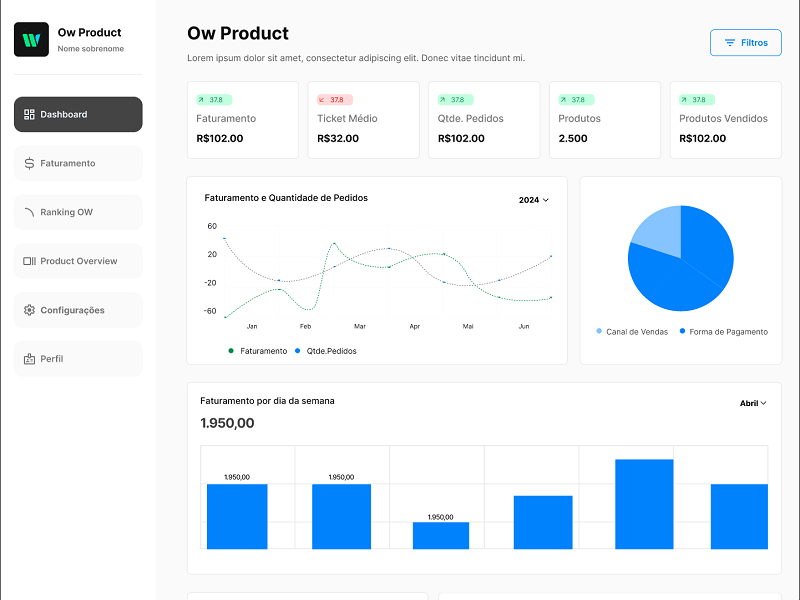 Ow Product
Nome sobrenome
Dashboard
Faturamento
Ranking OW
Product Overview
Configurações
Perfil
Ow Product
Lorem ipsum dolor sit amet, consectetur adipiscing elit. Donec vitae tincidunt mi.
Filtros
37.8
Faturamento
R$102.00
37.8
Ticket Médio
R$32.00
37.8
Qtde. Pedidos
R$102.00
37.8
Produtos
2.500
37.8
Produtos Vendidos
R$102.00
Faturamento e Quantidade de Pedidos
2024
60
20
-20
-60
Jan Feb Mar Apr Mai Jun
Faturamento Qtde.Pedidos
Canal de Vendas Forma de Pagamento
Faturamento por dia da semana
Abril
1.950,00
1.950,00
1.950,00
1.950,00